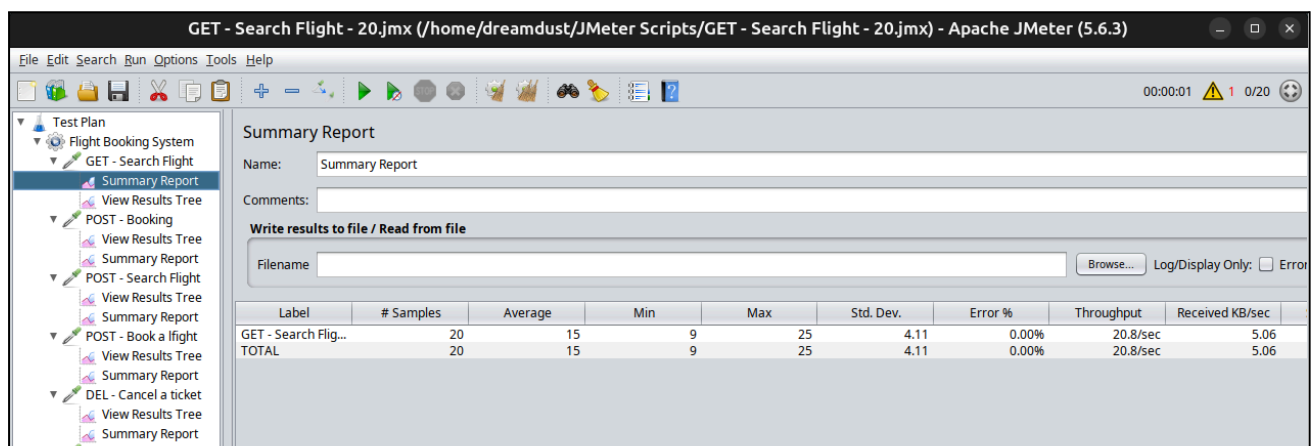 GET - Search Flight - 20.jmx (/home/dreamdust/JMeter Scripts/GET - Search Flight - 20.jmx) - Apache JMeter (5.6.3)
File Edit Search Run Options Tools Help
STOP
00:00:01 1 0/20
Test Plan
Flight Booking System
GET - Search Flight
Summary Report
View Results Tree
POST - Booking
View Results Tree
Summary Report
POST - Search Flight
View Results Tree
Summary Report
POST - Book a lfight
View Results Tree
Summary Report
DEL - Cancel a ticket
View Results Tree
Summary Report
Summary Report
Name: Summary Report
Comments:
Write results to file / Read from file
Filename Browse... Log/Display Only: Error
Label # Samples Average Min Max Std. Dev. Error % Throughput Received KB/sec
GET - Search Flig... 20 15 9 25 4.11 0.00% 20.8/sec 5.06
TOTAL 20 15 9 25 4.11 0.00% 20.8/sec 5.06